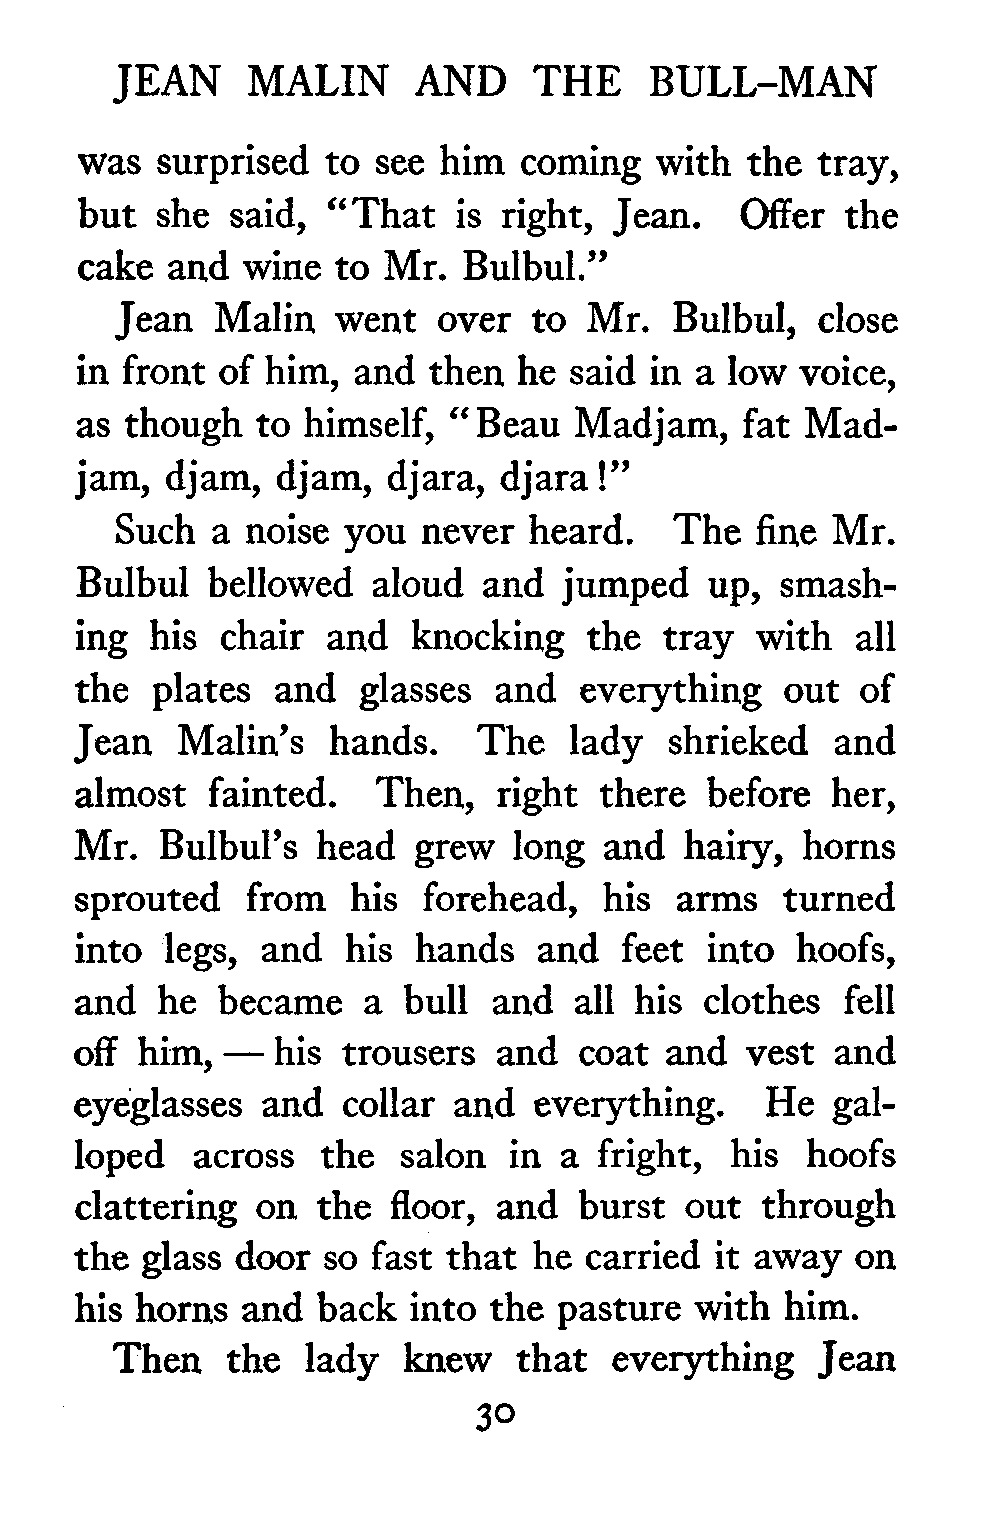 JEAN MALIN AND THE BULL-MAN
was surprised to see him coming with the tray,
but she said, “That is right, Jean. Offer the
cake and wine to Mr. Bulbul.”
Jean Malin went over to Mr. Bulbul, close
in front of him, and then he said in a low voice,
as though to himself, “Beau Madjam, fat Mad-
jam, djam, djam, djara, djara!”
Such a noise you never heard. The fine Mr.
Bulbul bellowed aloud and jumped up, smash-
ing his chair and knocking the tray with all
the plates and glasses and everything out of
Jean Malin’s hands. The lady shrieked and
almost fainted. Then, right there before her,
Mr. Bulbul’s head grew long and hairy, horns
sprouted from his forehead, his arms turned
into legs, and his hands and feet into hoofs,
and he became a bull and all his clothes fell
off him, — his trousers and coat and vest and
eyeglasses and collar and everything. He gal-
loped across the salon in a fright, his hoofs
clattering on the floor, and burst out through
the glass door so fast that he carried it away on
his horns and back into the pasture with him.
Then the lady knew that everything Jean
30